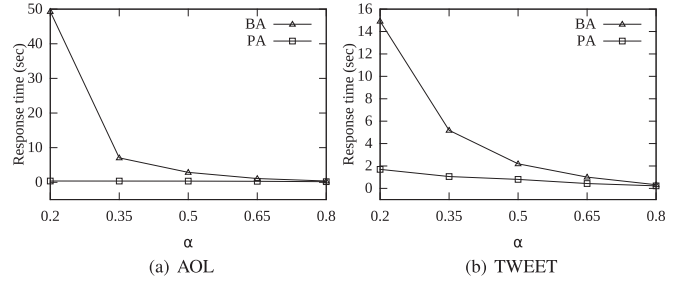 Response time (sec)
50
40
30
20
10
0
BA
PA
0.2 0.35 0.5 0.65 0.8
α
(a) AOL
Response time (sec)
16
14
12
10
8
6
4
2
0
BA
PA
0.2 0.35 0.5 0.65 0.8
α
(b) TWEET